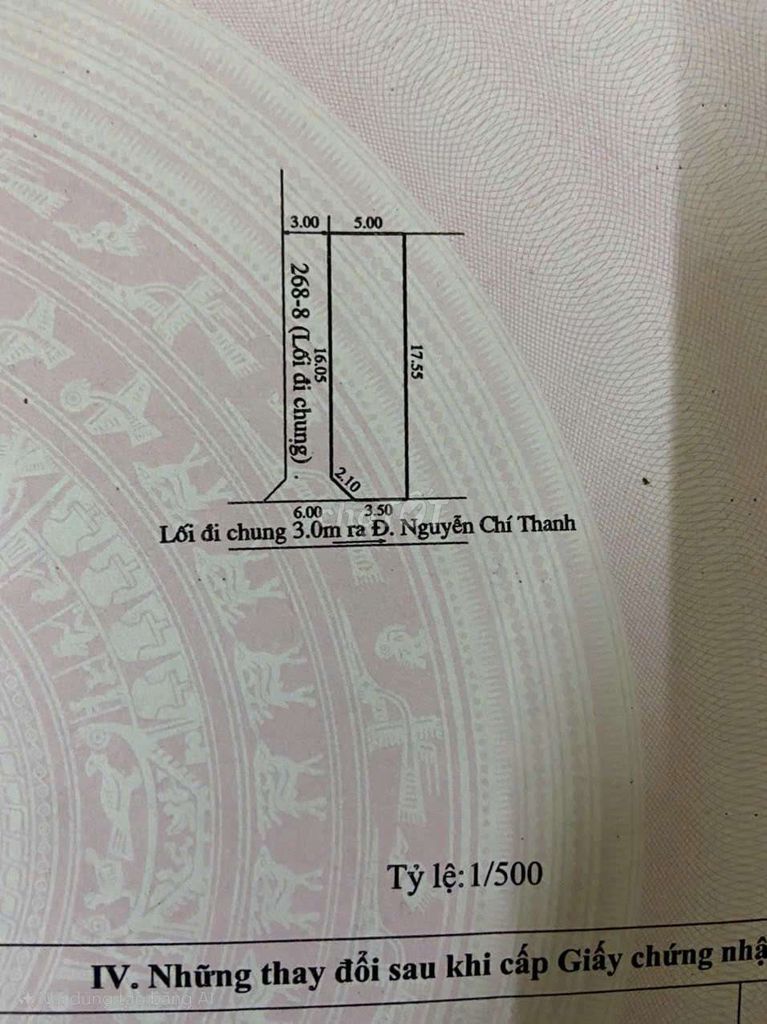 3.00 5.00
268-8 (Lối đi chung)
16.05
17.55
2.10
6.00 3.50
Lối đi chung 3.0m ra Đ. Nguyễn Chí Thanh
Tỷ lệ: 1/500
IV. Những thay đổi sau khi cấp Giấy chứng nhậ